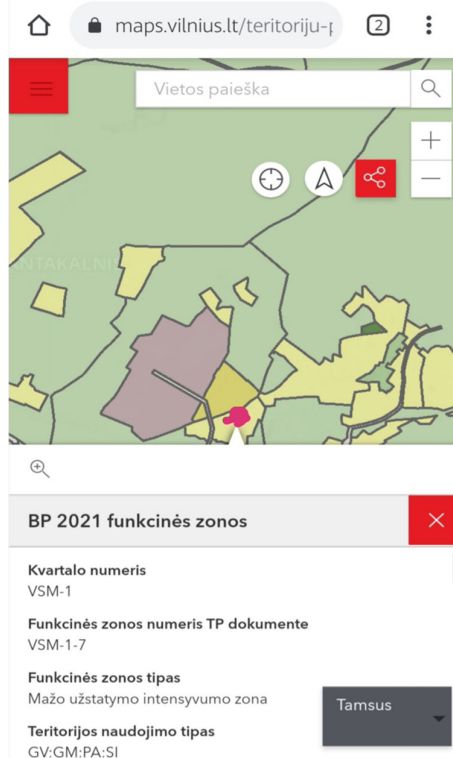 maps.vilnius.lt/teritoriju-p
2
Vietos paieška
ANTAKALNIS
BP 2021 funkcinės zonos
Kvartalo numeris
VSM-1
Funkcinės zonos numeris TP dokumente
VSM-1-7
Funkcinės zonos tipas
Mažo užstatymo intensyvumo zona
Tamsus
Teritorijos naudojimo tipas
GV:GM:PA:SI